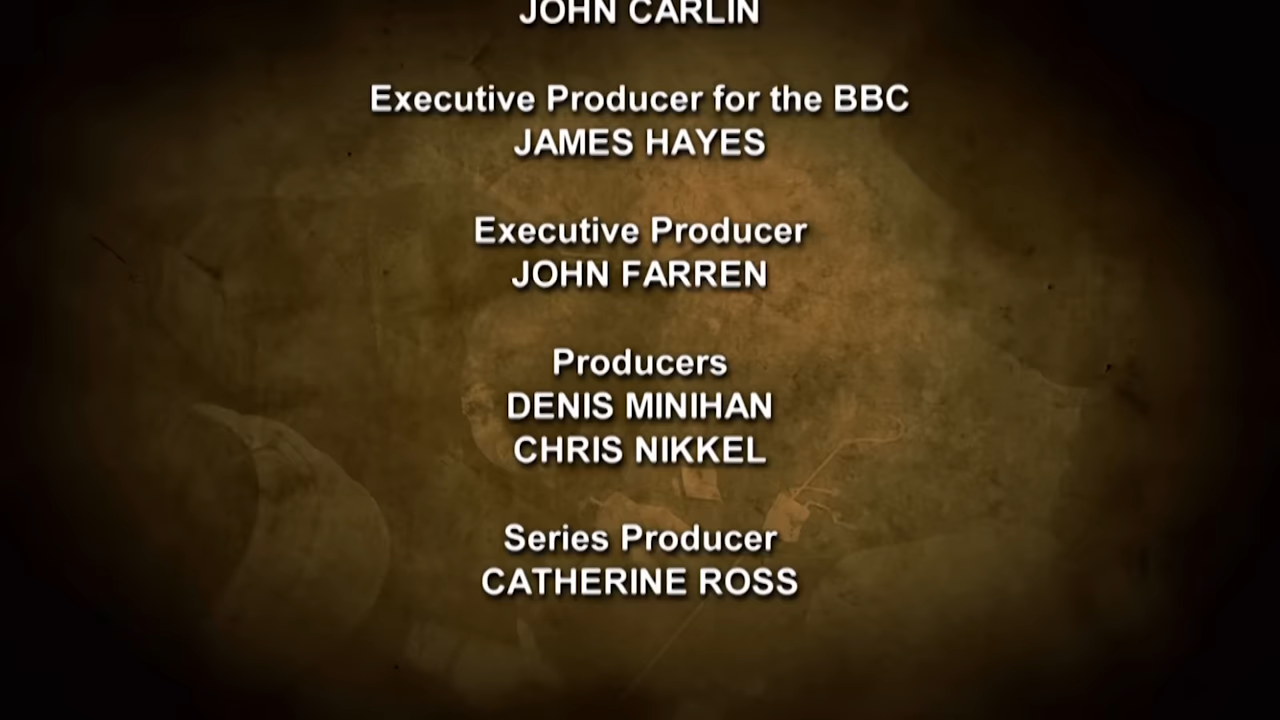 JOHN CARLIN
Executive Producer for the BBC
JAMES HAYES
Executive Producer
JOHN FARREN
Producers
DENIS MINIHAN
CHRIS NIKKEL
Series Producer
CATHERINE ROSS